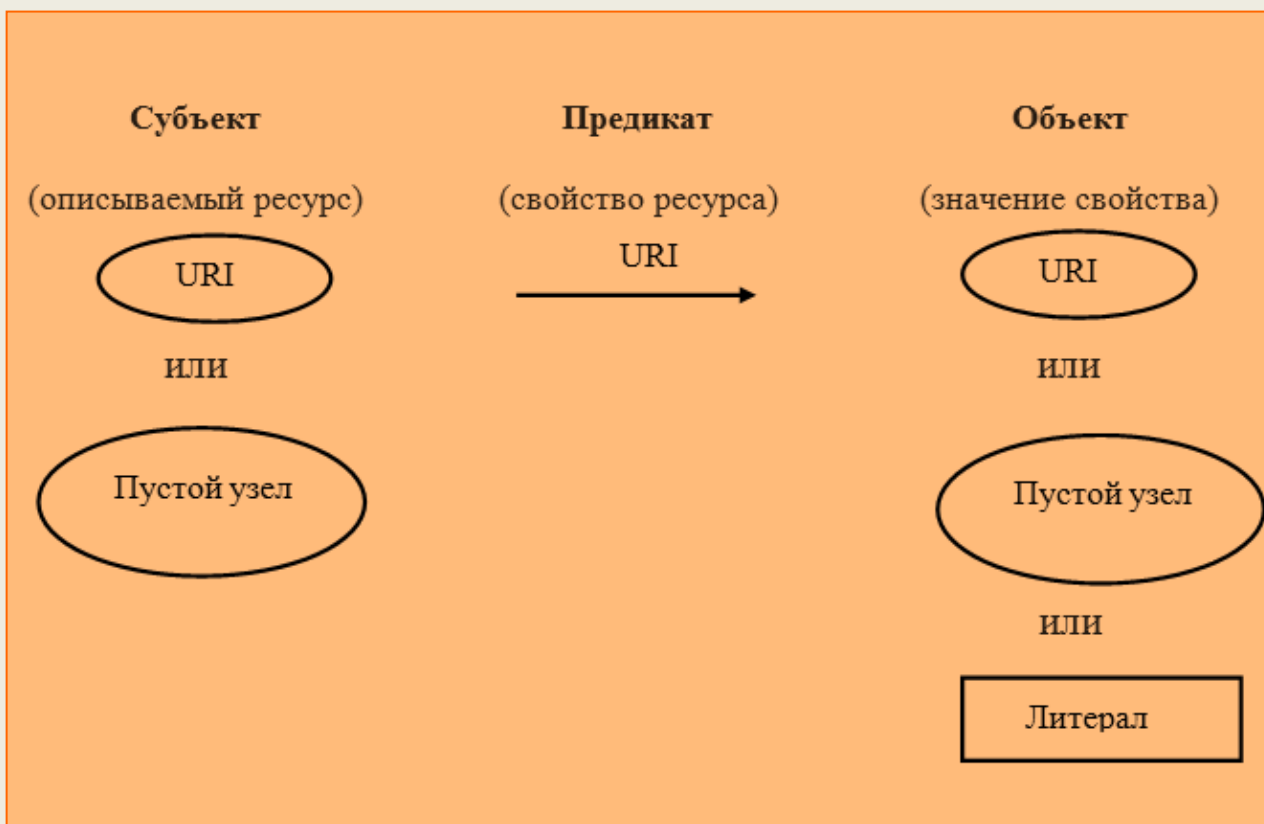 Субъект Предикат Объект
(описываемый ресурс) (свойство ресурса) (значение свойства)
URI URI URI
или или
Пустой узел Пустой узел
или
Литерал